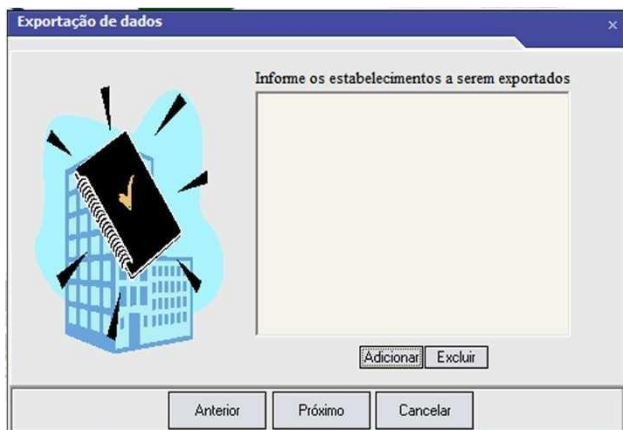 Exportação de dados
Informe os estabelecimentos a serem exportados
Adicionar Excluir
Anterior Próximo Cancelar